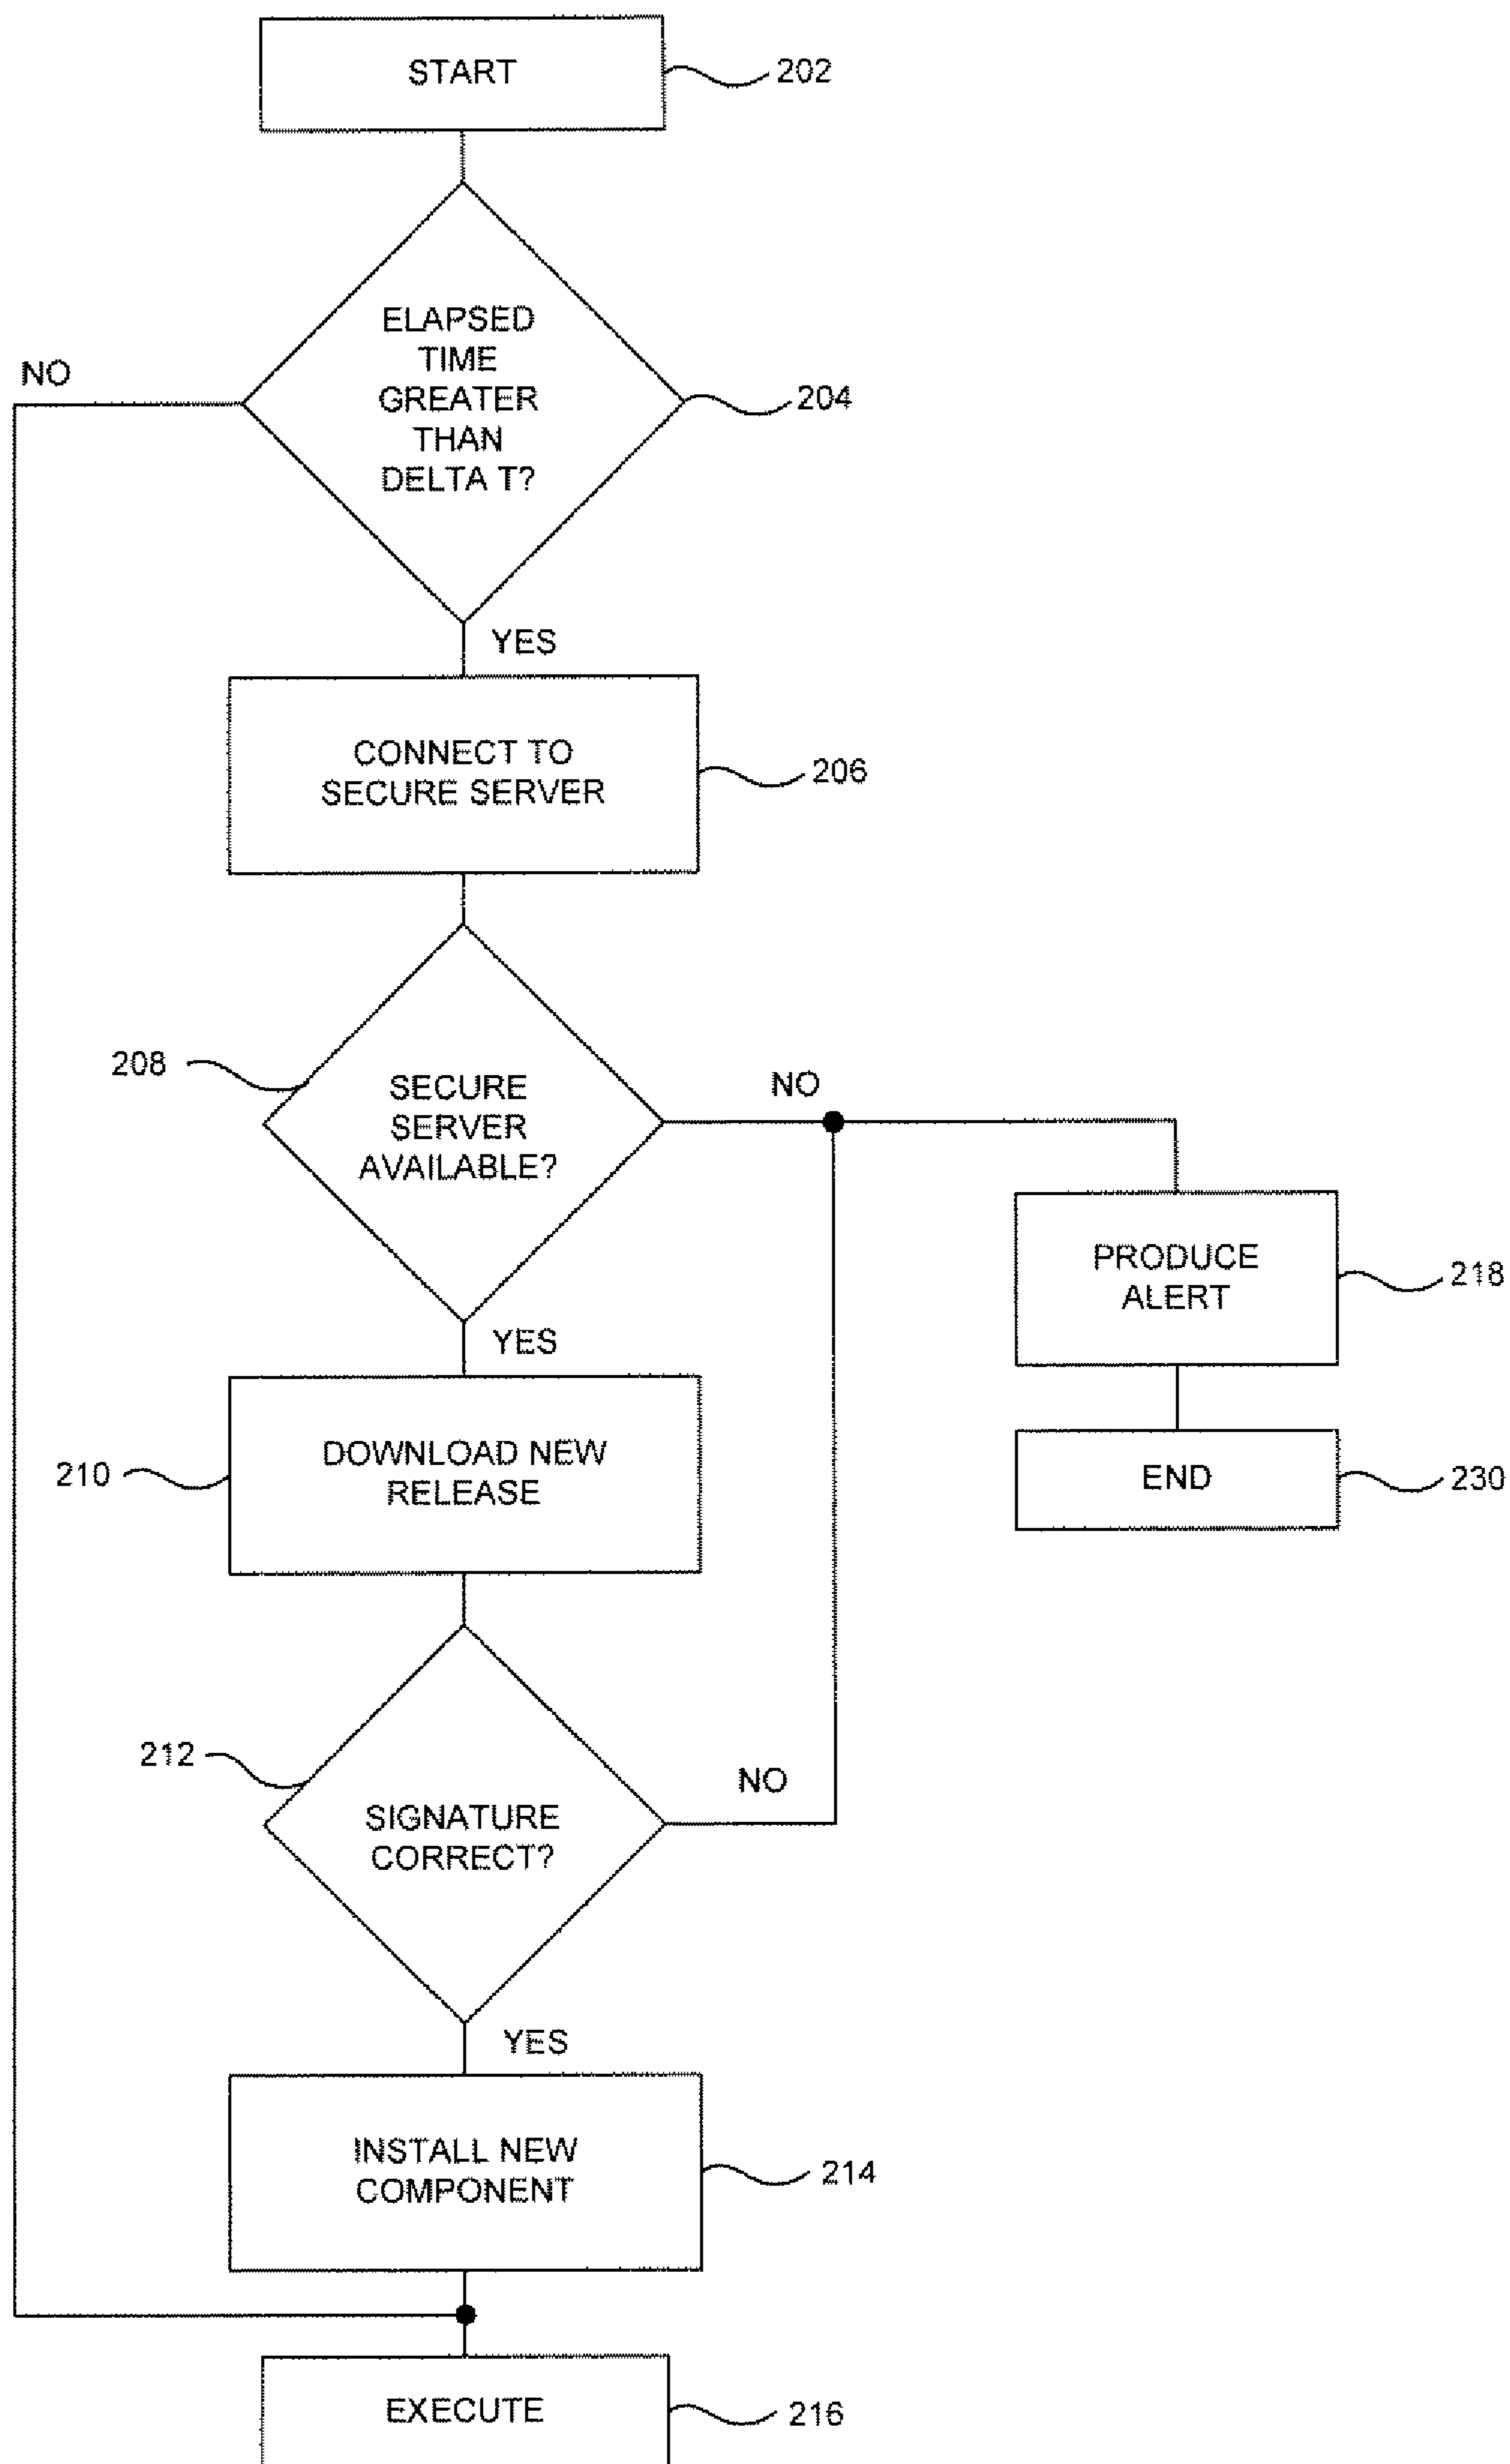 START
202
ELAPSED
TIME
GREATER
THAN
DELTA T?
204
NO
YES
CONNECT TO
SECURE SERVER
206
208
SECURE
SERVER
AVAILABLE?
NO
YES
PRODUCE
ALERT
218
END
230
210
DOWNLOAD NEW
RELEASE
212
SIGNATURE
CORRECT?
NO
YES
INSTALL NEW
COMPONENT
214
EXECUTE
216